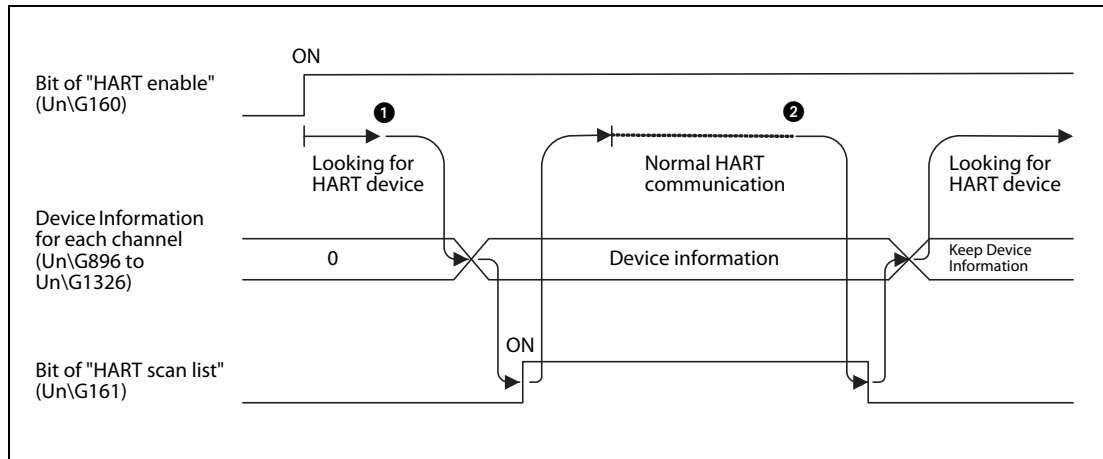 ON
Bit of "HART enable"
(Un\G160)
❶
❷
Looking for
HART device
Normal HART
communication
Looking for
HART device
Device Information
for each channel
(Un\G896 to
Un\G1326)
0
Device information
Keep Device
Information
ON
Bit of "HART scan list"
(Un\G161)